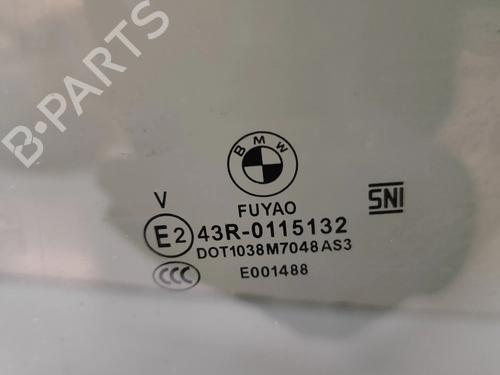 B-PARTS
BMW
V
FUYAO
SNI
E2 43R-0115132
DOT1038M7048AS3
CCC E001488